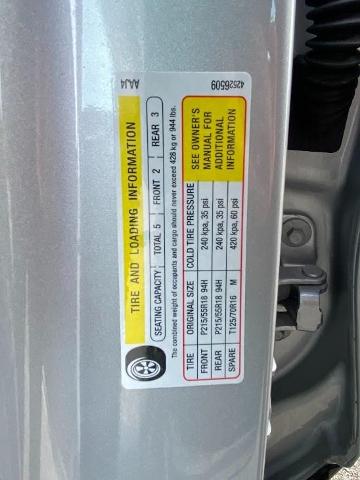 AAJ4
42526509
TIRE AND LOADING INFORMATION
SEATING CAPACITY TOTAL 5 FRONT 2 REAR 3
The combined weight of occupants and cargo should never exceed 428 kg or 944 lbs.
TIRE ORIGINAL SIZE COLD TIRE PRESSURE
FRONT P215/55R18 94H 240 kpa, 35 psi
REAR P215/55R18 94H 240 kpa, 35 psi
SPARE T125/70R16 M 420 kpa, 60 psi
SEE OWNER'S
MANUAL FOR
ADDITIONAL
INFORMATION